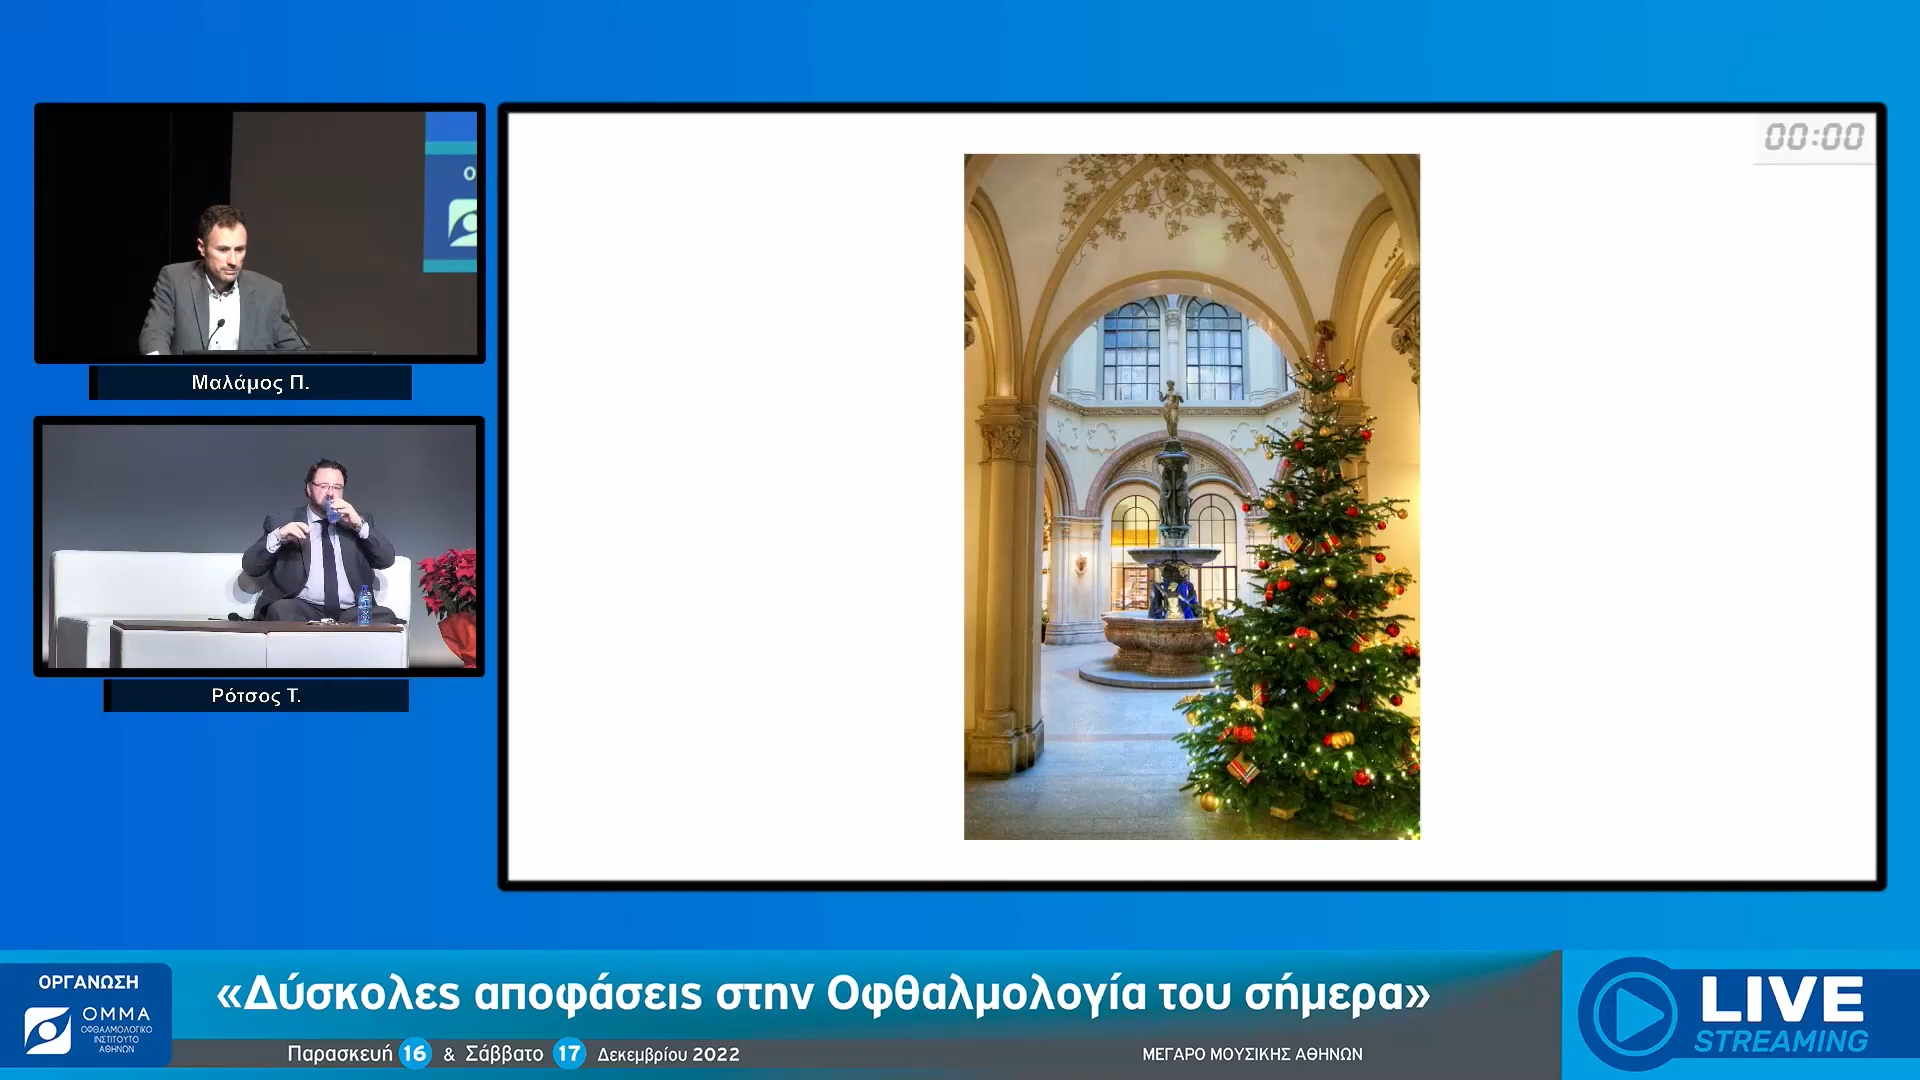 00:00
Ο
Μαλάμος Π.
Ρότσος Τ.
ΟΡΓΑΝΩΣΗ
ΟΜΜΑ
ΟΦΘΑΛΜΟΛΟΓΙΚΟ
ΙΝΣΤΙΤΟΥΤΟ
ΑΘΗΝΩΝ
«Δύσκολες αποφάσεις στην Οφθαλμολογία του σήμερα»
Παρασκευή 16 & Σάββατο 17 Δεκεμβρίου 2022
ΜΕΓΑΡΟ ΜΟΥΣΙΚΗΣ ΑΘΗΝΩΝ
LIVE
STREAMING